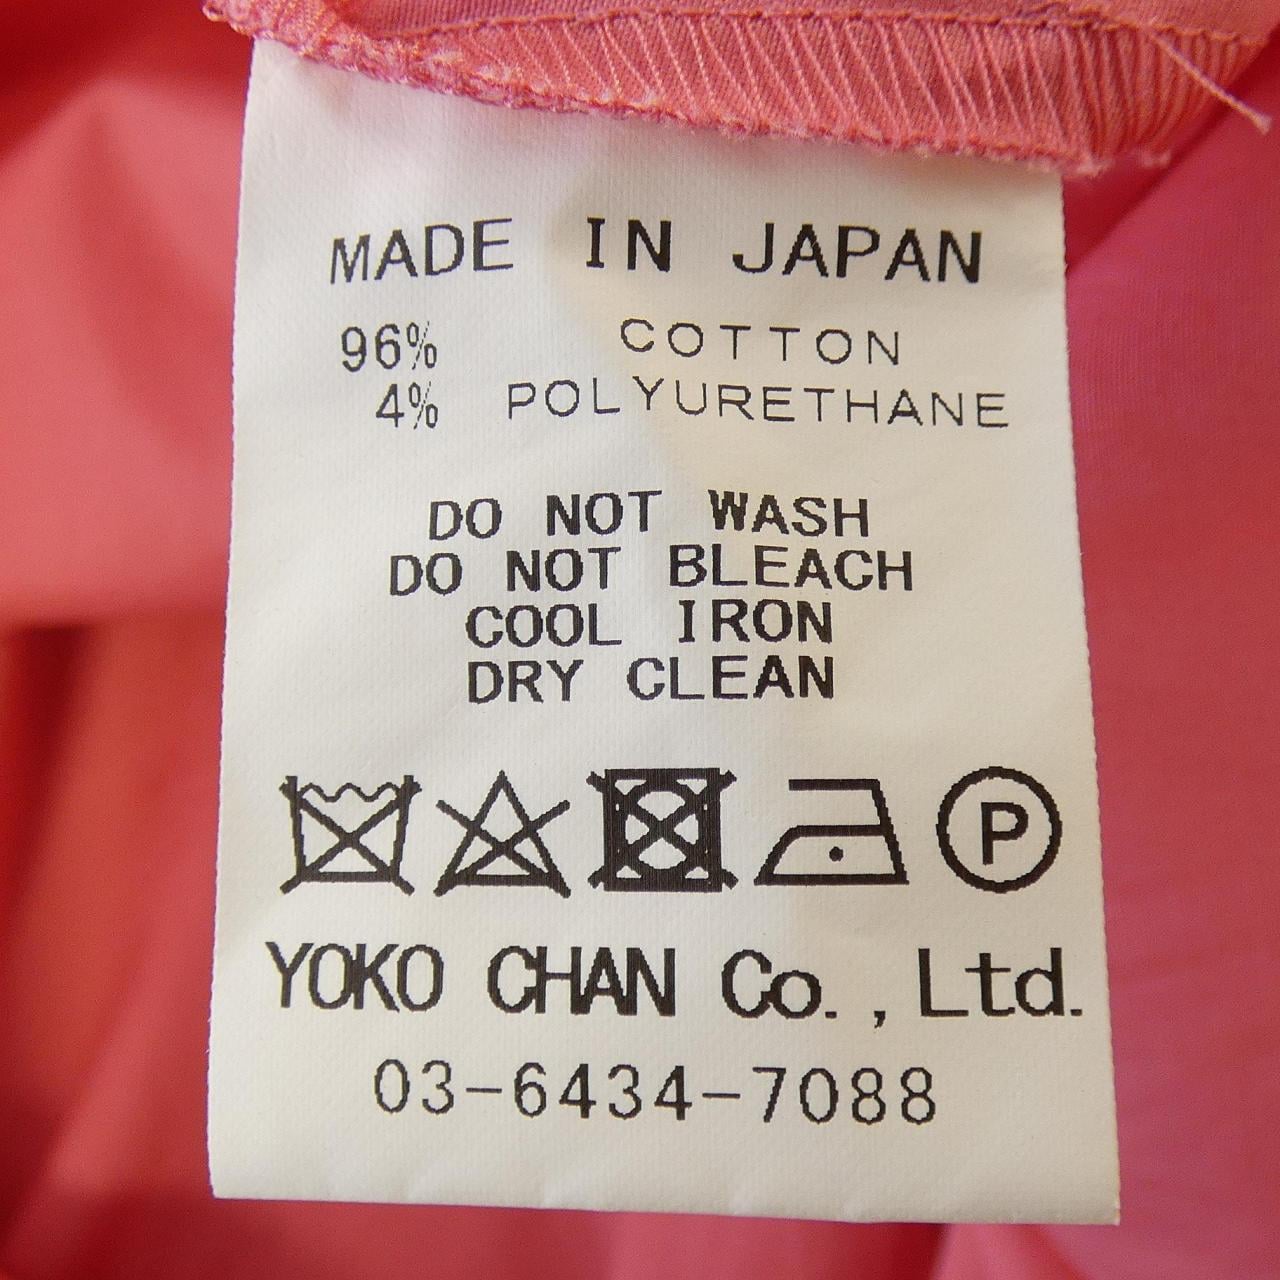 MADE IN JAPAN
96% COTTON
4% POLYURETHANE
DO NOT WASH
DO NOT BLEACH
COOL IRON
DRY CLEAN
P
YOKO CHAN Co., Ltd.
03-6434-7088